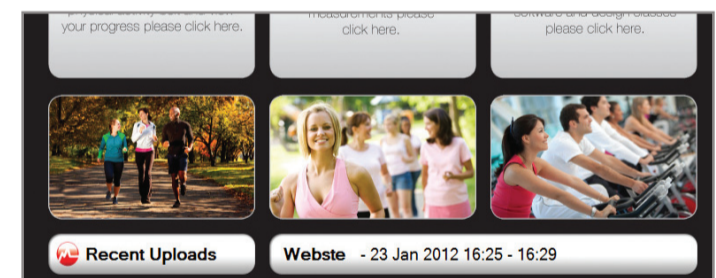 your progress please click here.
measurements please
click here.
software and design classes
please click here.
Recent Uploads
Webste - 23 Jan 2012 16:25 - 16:29